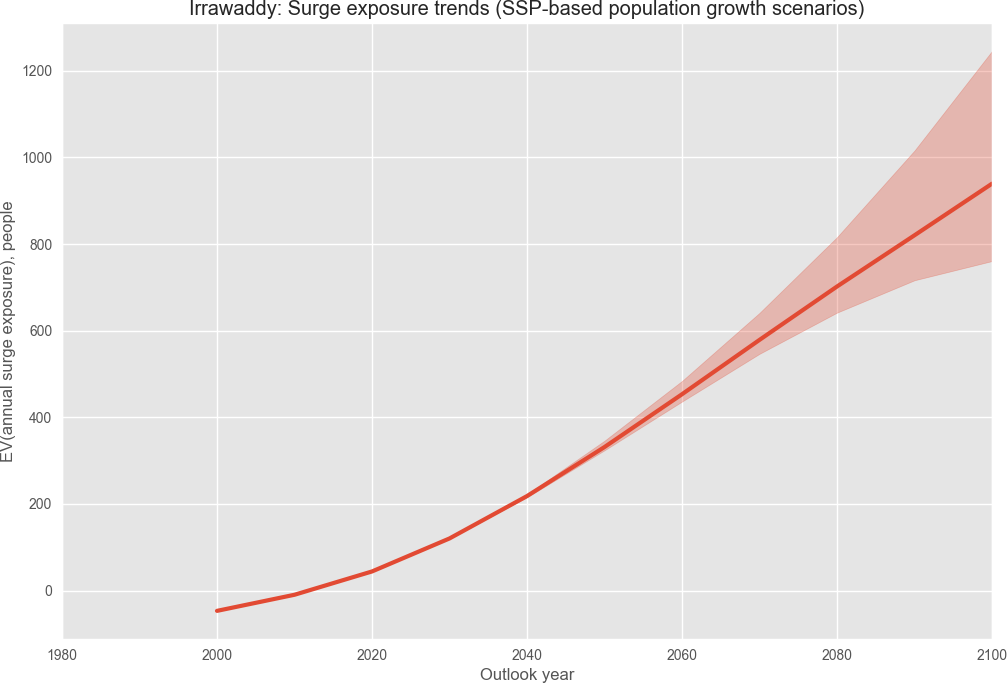 Irrawaddy: Surge exposure trends (SSP-based population growth scenarios)
EV(annual surge exposure), people
1200
1000
800
600
400
200
0
1980 2000 2020 2040 2060 2080 2100
Outlook year